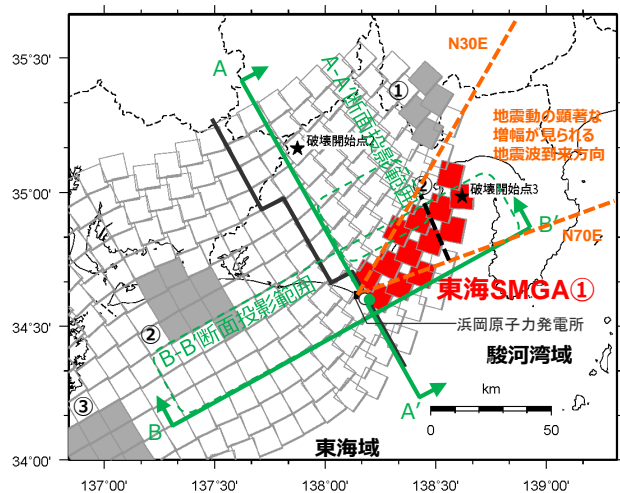 35°30'
35°00'
34°30'
34°00'
137°00'
137°30'
138°00'
138°30'
139°00'
N30E
A
A-A'断面投影範囲
①
地震動の顕著な
増幅が見られる
地震波到来方向
破壊開始点2
破壊開始点3
B'
N70E
東海SMGA①
浜岡原子力発電所
駿河湾域
②
B-B'断面投影範囲
③
B
A'
km
0
50
東海域